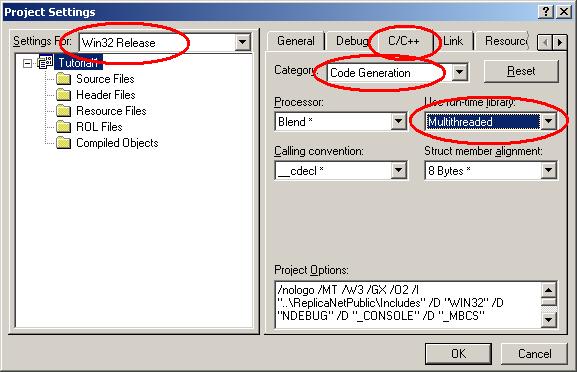 Project Settings
Settings For: Win32 Release
Tutorial1
Source Files
Header Files
Resource Files
ROL Files
Compiled Objects
General Debug C/C++ Link Resourc
Category: Code Generation Reset
Processor: Use run-time library:
Blend * Multithreaded
Calling convention: Struct member alignment:
__cdecl * 8 Bytes *
Project Options:
/nologo /MT /W3 /GX /O2 /I
"..\ReplicaNetPublic\Includes" /D "WIN32" /D
"NDEBUG" /D "_CONSOLE" /D "_MBCS"
OK Cancel